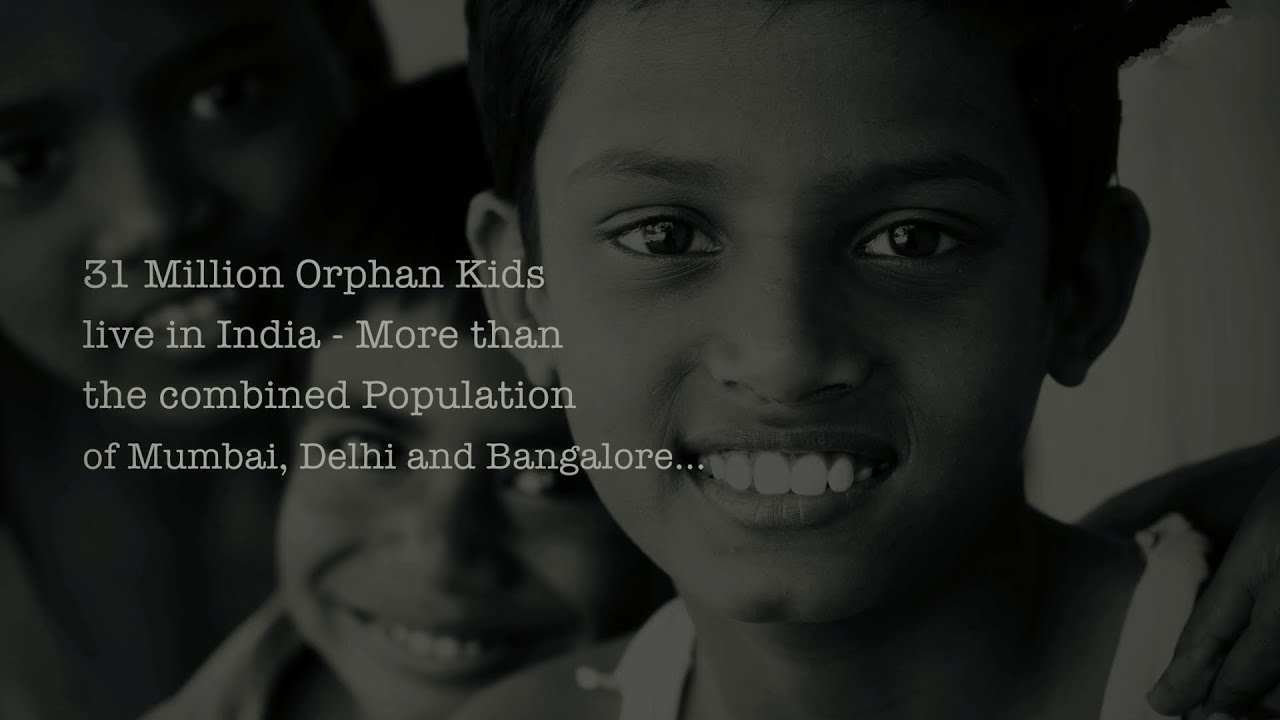 31 Million Orphan Kids
live in India - More than
the combined Population
of Mumbai, Delhi and Bangalore...